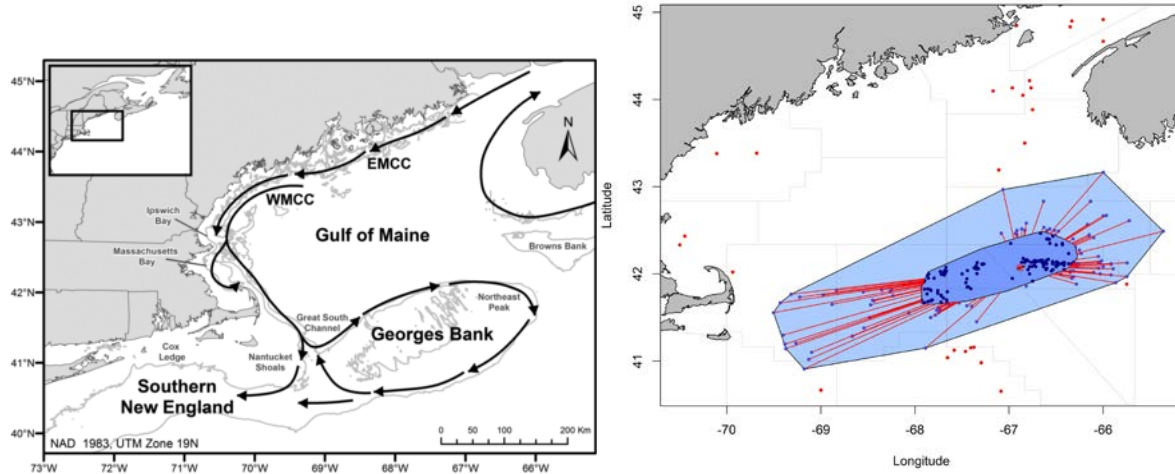 45°N
44°N
43°N
42°N
41°N
40°N
73°W
72°W
71°W
70°W
69°W
68°W
67°W
66°W
N
EMCC
WMCC
Ipswich
Bay
Massachusetts
Bay
Gulf of Maine
Browns Bank
Northeast
Peak
Great South
Channel
Georges Bank
Cox
Ledge
Nantucket
Shoals
Southern
New England
NAD 1983, UTM Zone 19N
0 50 100 200 Km
45
44
43
42
41
Latitude
-70
-69
-68
-67
-66
Longitude